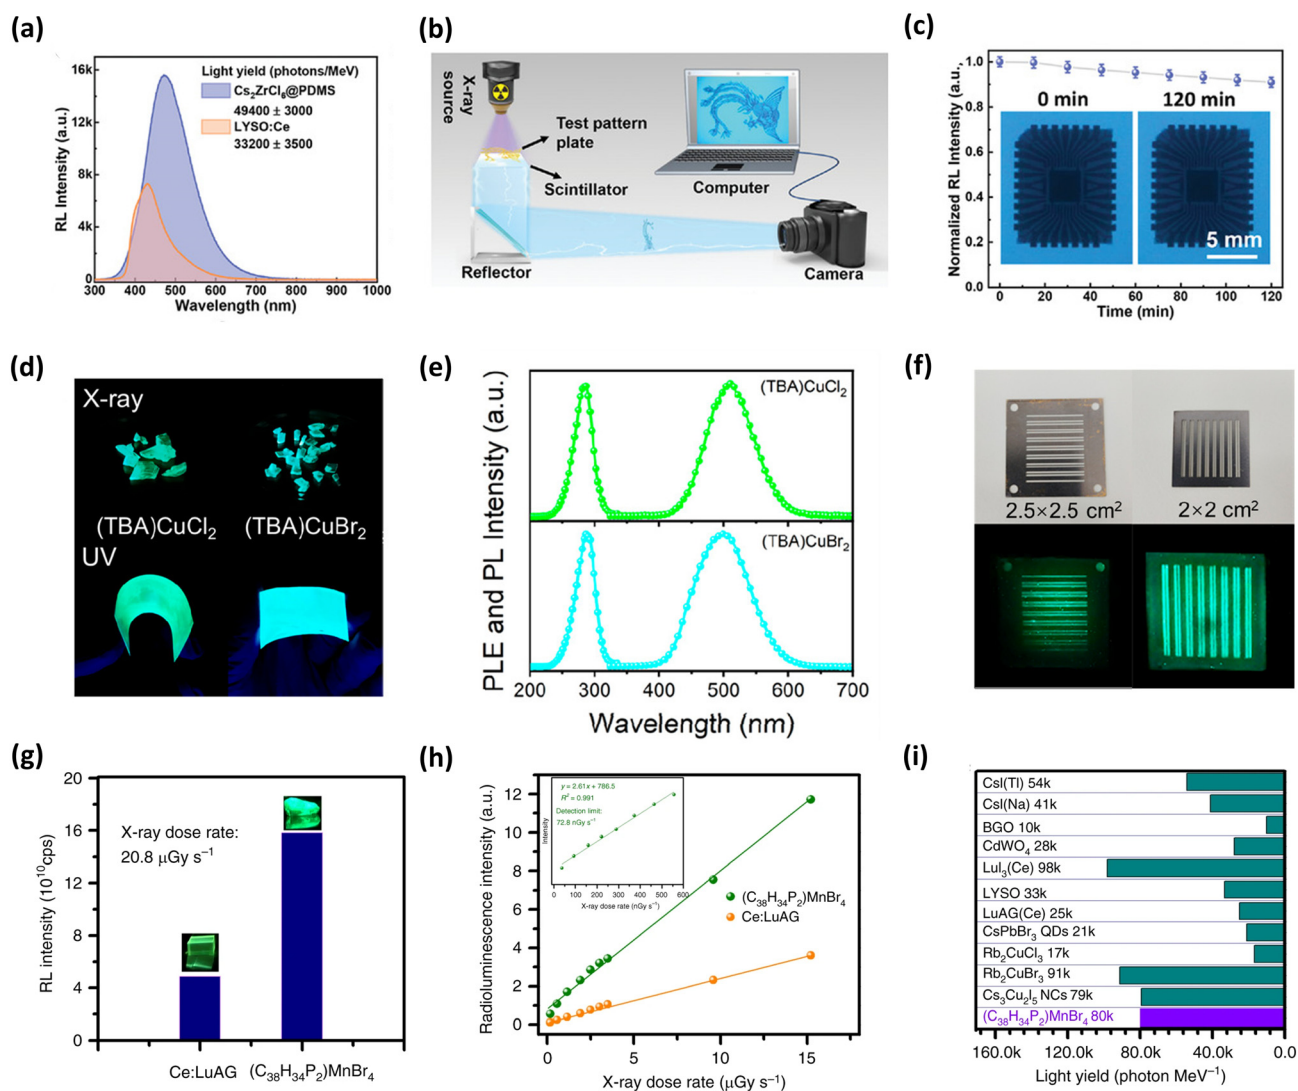 (a)
16k
12k
8k
4k
0
RL Intensity (a.u.)
Light yield (photons/MeV)
Cs₂ZrCl₆@PDMS
49400 ± 3000
LYSO:Ce
33200 ± 3500
300 400 500 600 700 800 900 1000
Wavelength (nm)
(b)
X-ray
source
Test pattern
plate
Scintillator
Computer
Reflector
Camera
(c)
Normalized RL Intensity (a.u.,
1.0
0.8
0.6
0.4
0.2
0.0
0 min
120 min
5 mm
0 20 40 60 80 100 120
Time (min)
(d)
X-ray
(TBA)CuCl₂
(TBA)CuBr₂
UV
(e)
PLE and PL Intensity (a.u.)
(TBA)CuCl₂
(TBA)CuBr₂
200 300 400 500 600 700
Wavelength (nm)
(f)
2.5×2.5 cm²
2×2 cm²
(g)
RL intensity (10¹⁰cps)
20
18
16
14
12
10
8
6
4
2
0
X-ray dose rate:
20.8 μGy s⁻¹
Ce:LuAG
(C₃₈H₃₄P₂)MnBr₄
(h)
Radioluminescence intensity (a.u.)
12
10
8
6
4
2
0
Intensity
y = 2.61x + 786.5
R² = 0.991
Detection limit:
72.8 nGy s⁻¹
0 100 200 300 400 500 600
X-ray dose rate (nGy s⁻¹)
(C₃₈H₃₄P₂)MnBr₄
Ce:LuAG
0 5 10 15
X-ray dose rate (μGy s⁻¹)
(i)
CsI(Tl) 54k
CsI(Na) 41k
BGO 10k
CdWO₄ 28k
LuI₃(Ce) 98k
LYSO 33k
LuAG(Ce) 25k
CsPbBr₃ QDs 21k
Rb₂CuCl₃ 17k
Rb₂CuBr₃ 91k
Cs₃Cu₂I₅ NCs 79k
(C₃₈H₃₄P₂)MnBr₄ 80k
160.0k 120.0k 80.0k 40.0k 0.0
Light yield (photon MeV⁻¹)